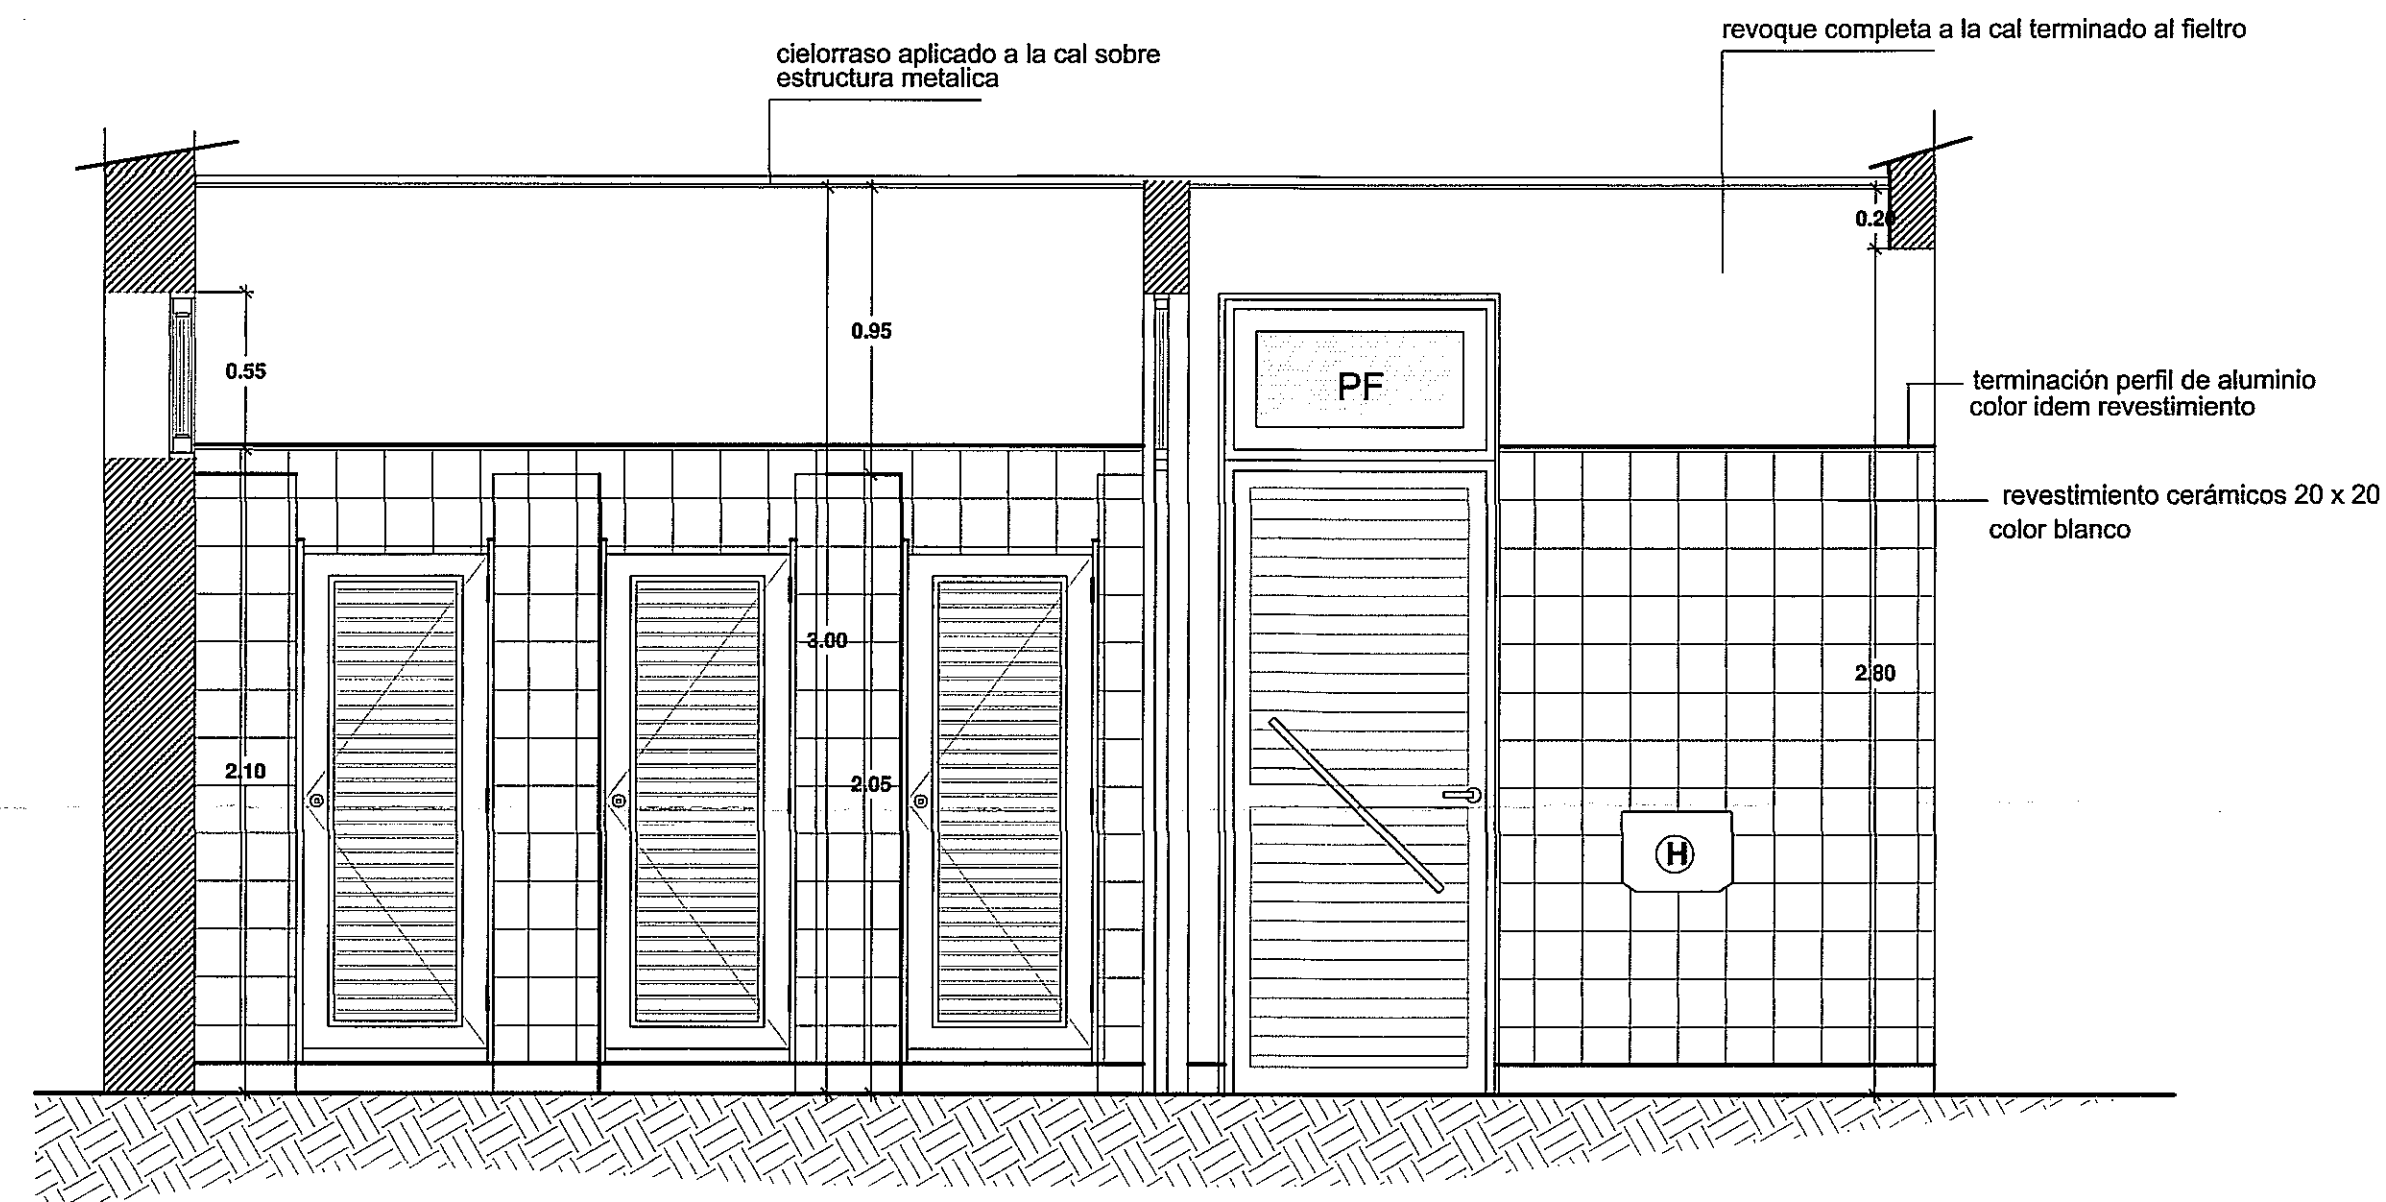 revoque completa a la cal terminado al fieltro
cielorraso aplicado a la cal sobre
estructura metalica
0.20
0.95
0.55
PF
terminación perfil de aluminio
color idem revestimiento
revestimiento cerámicos 20 x 20
color blanco
3.00
2.80
2.10
2.05
H